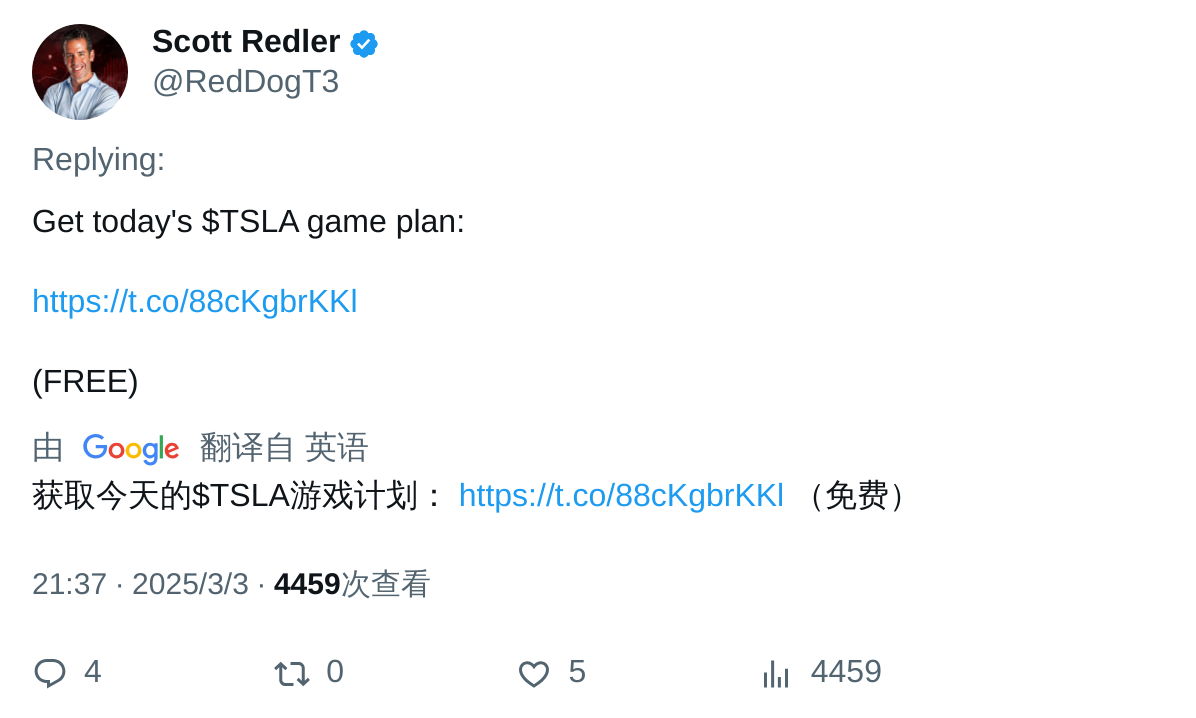 Scott Redler
@RedDogT3
Replying:
Get today's $TSLA game plan:
https://t.co/88cKgbrKKl
(FREE)
由 Google 翻译自 英语
获取今天的$TSLA游戏计划： https://t.co/88cKgbrKKl （免费）
21:37 · 2025/3/3 · 4459次查看
4 0 5 4459